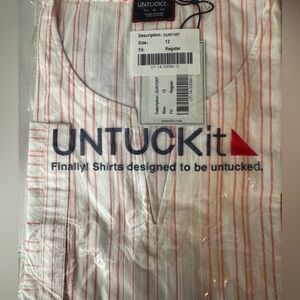 UNTUCKit
Description: DURFORT
Size: 12
Fit: Regular
UNTUCKit
Finally! Shirts designed to be untucked.